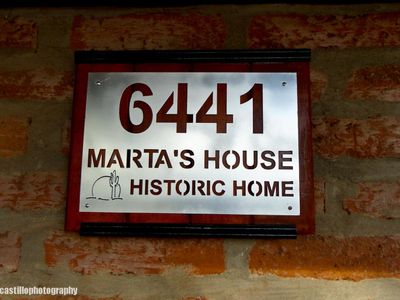 6441
MARTA'S HOUSE
HISTORIC HOME
castillophotography